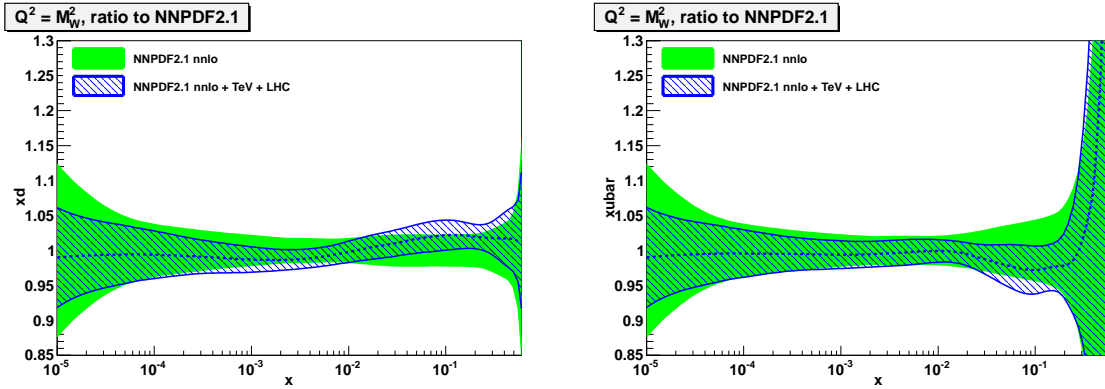 Q² = M²_W, ratio to NNPDF2.1
1.3
NNPDF2.1 nnlo
1.25
NNPDF2.1 nnlo + TeV + LHC
1.2
1.15
1.1
xd
1.05
1
0.95
0.9
0.85
10⁻⁵ 10⁻⁴ 10⁻³ 10⁻² 10⁻¹
x
Q² = M²_W, ratio to NNPDF2.1
1.3
NNPDF2.1 nnlo
1.25
NNPDF2.1 nnlo + TeV + LHC
1.2
1.15
1.1
xubar
1.05
1
0.95
0.9
0.85
10⁻⁵ 10⁻⁴ 10⁻³ 10⁻² 10⁻¹
x